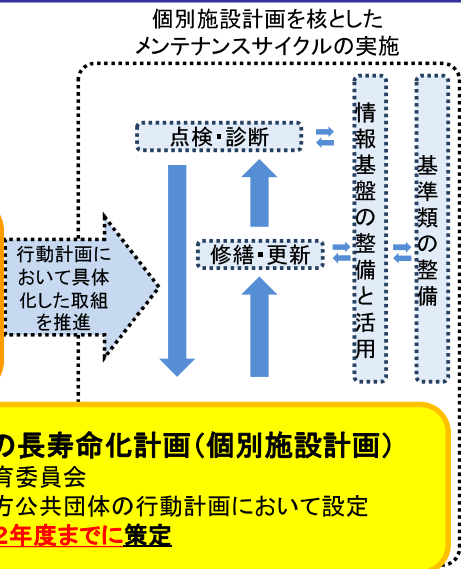 個別施設計画を核とした
メンテナンスサイクルの実施
点検・診断
修繕・更新
情報基盤の整備と活用
基準類の整備
行動計画に
おいて具体
化した取組
を推進
の長寿命化計画(個別施設計画)
育委員会
方公共団体の行動計画において設定
2年度までに策定